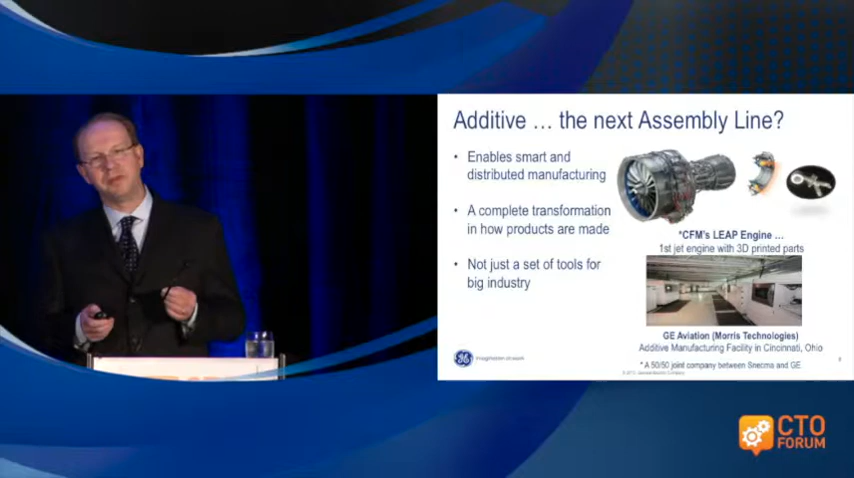 Additive ... the next Assembly Line?
• Enables smart and
distributed manufacturing
• A complete transformation
in how products are made
• Not just a set of tools for
big industry
*CFM's LEAP Engine ...
1st jet engine with 3D printed parts
GE Aviation (Morris Technologies)
Additive Manufacturing Facility in Cincinnati, Ohio
* A 50/50 joint company between Snecma and GE
imagination at work
CTO
FORUM